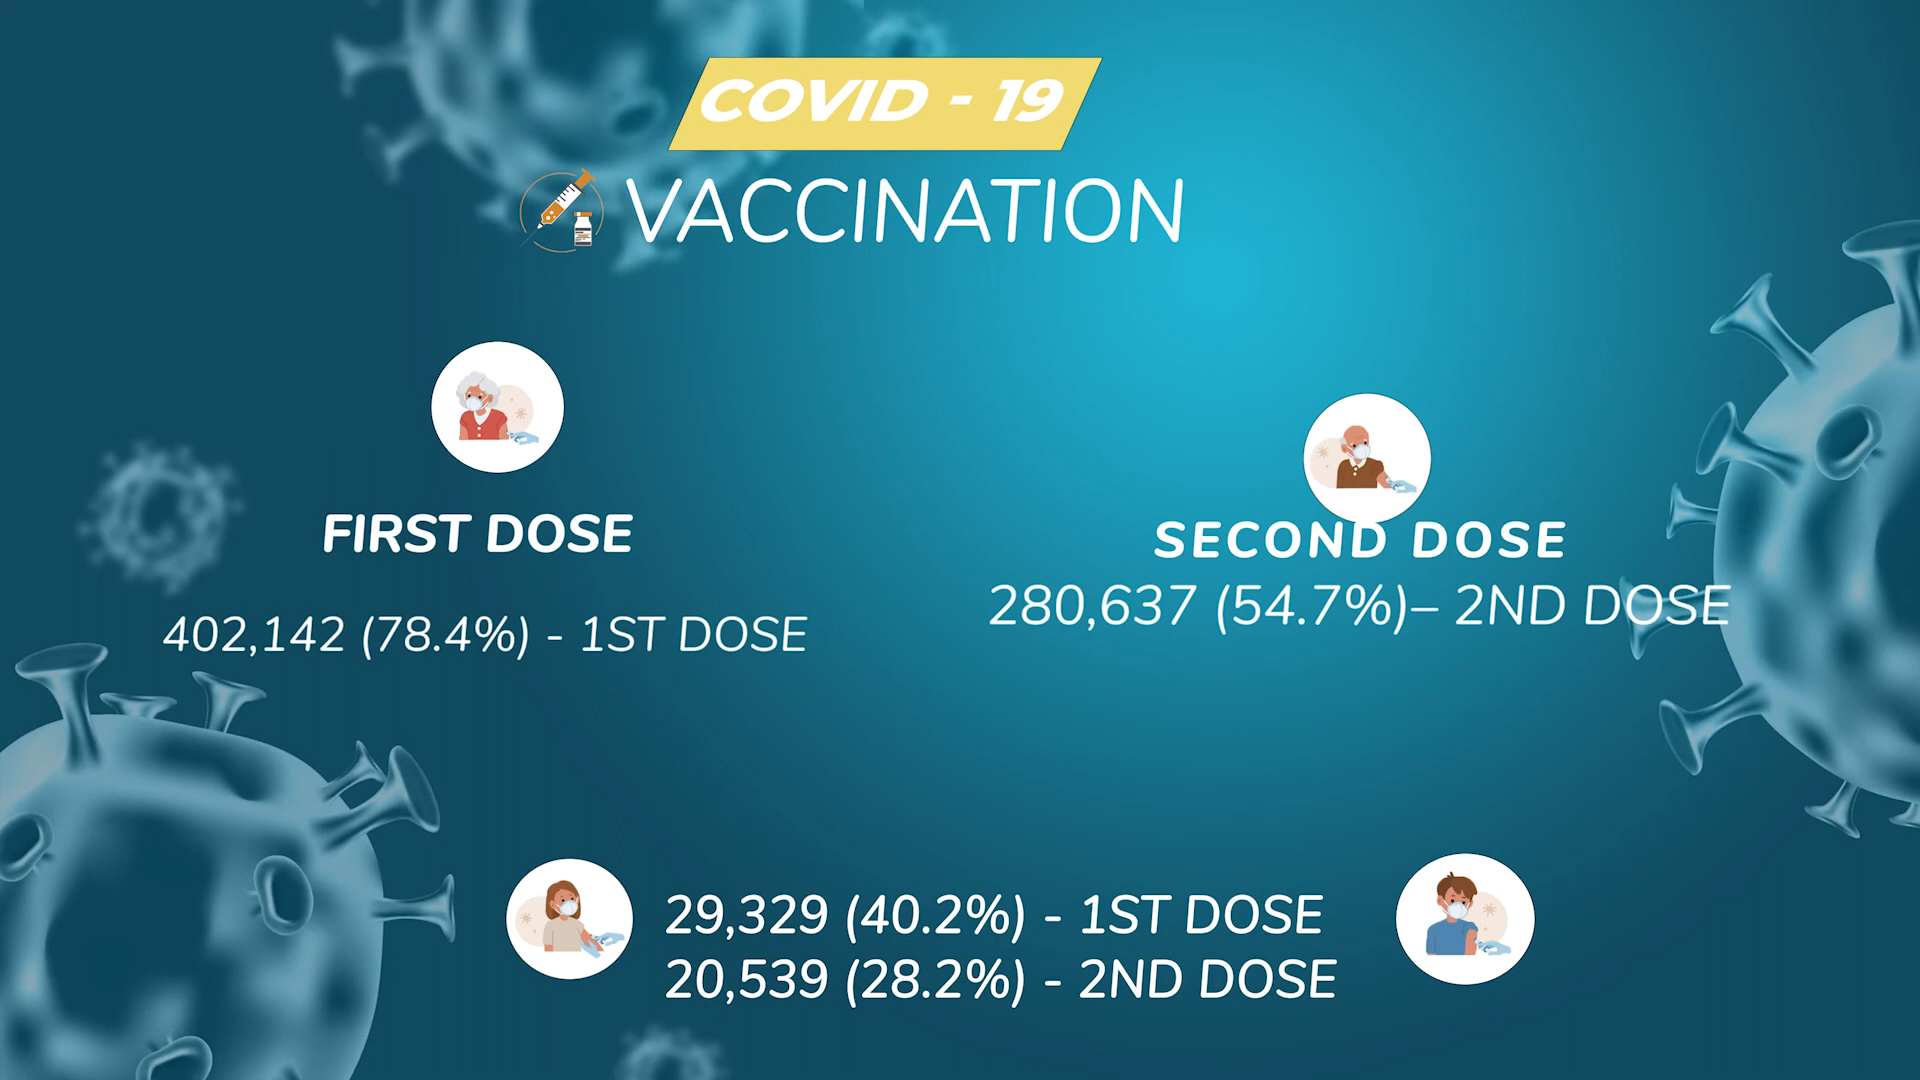 COVID - 19
VACCINATION
FIRST DOSE
402,142 (78.4%) - 1ST DOSE
SECOND DOSE
280,637 (54.7%)– 2ND DOSE
29,329 (40.2%) - 1ST DOSE
20,539 (28.2%) - 2ND DOSE